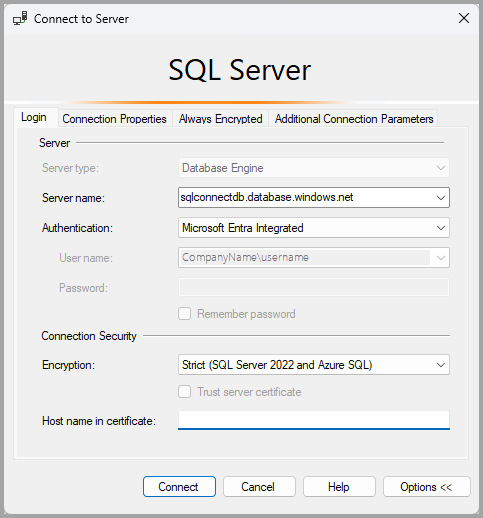 Connect to Server
SQL Server
Login Connection Properties Always Encrypted Additional Connection Parameters
Server
Server type: Database Engine
Server name: sqlconnectdb.database.windows.net
Authentication: Microsoft Entra Integrated
User name: CompanyName\username
Password:
Remember password
Connection Security
Encryption: Strict (SQL Server 2022 and Azure SQL)
Trust server certificate
Host name in certificate:
Connect Cancel Help Options <<